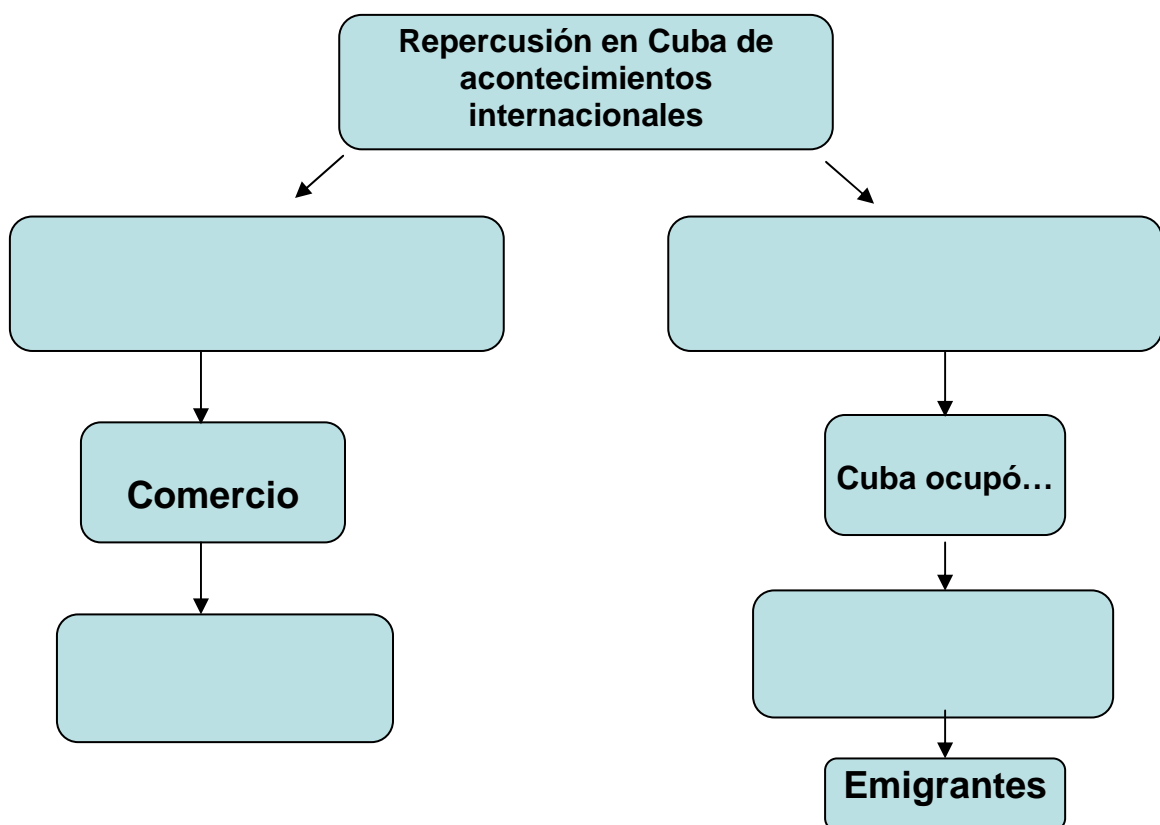 Repercusión en Cuba de
acontecimientos
internacionales
Comercio
Cuba ocupó…
Emigrantes